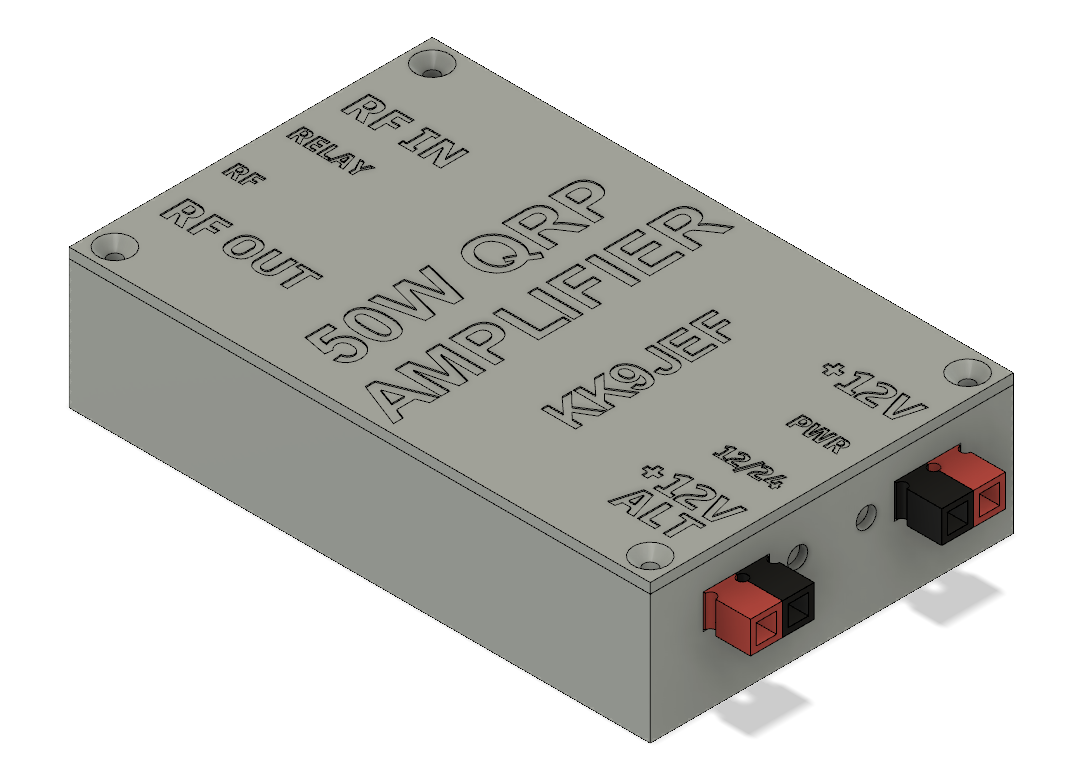 RF IN
RELAY
RF
RF OUT
50W QRP
AMPLIFIER
KK9JEF
+12V
PWR
12/24
+12V
ALT